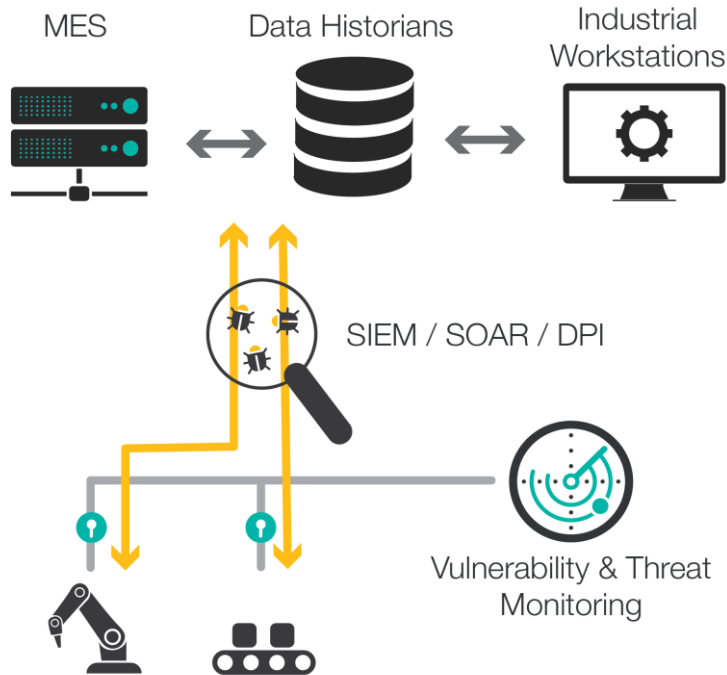 MES
Data Historians
Industrial
Workstations
SIEM / SOAR / DPI
Vulnerability & Threat
Monitoring